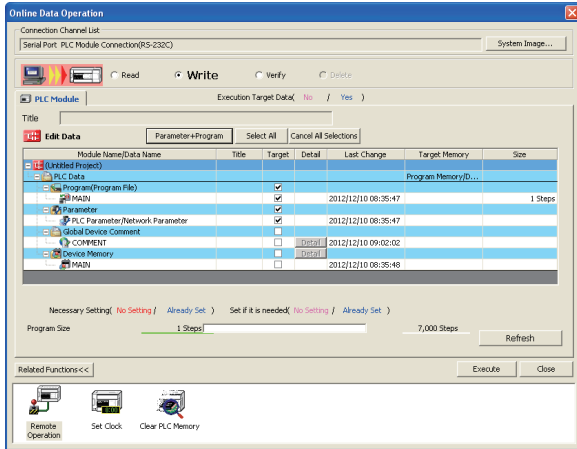 Online Data Operation
Connection Channel List
Serial Port PLC Module Connection(RS-232C)
System Image...
Read
Write
Verify
Delete
PLC Module
Execution Target Data( No / Yes )
Title
Edit Data
Parameter+Program
Select All
Cancel All Selections
Module Name/Data Name Title Target Detail Last Change Target Memory Size
(Untitled Project)
PLC Data Program Memory/D...
Program(Program File)
MAIN 2012/12/10 08:35:47 1 Steps
Parameter
PLC Parameter/Network Parameter 2012/12/10 08:35:47
Global Device Comment
COMMENT Detail 2012/12/10 09:02:02
Device Memory Detail
MAIN 2012/12/10 08:35:48
Necessary Setting( No Setting / Already Set ) Set if it is needed( No Setting / Already Set )
Program Size 1 Steps 7,000 Steps
Refresh
Related Functions<<
Execute
Close
Remote Operation
Set Clock
Clear PLC Memory